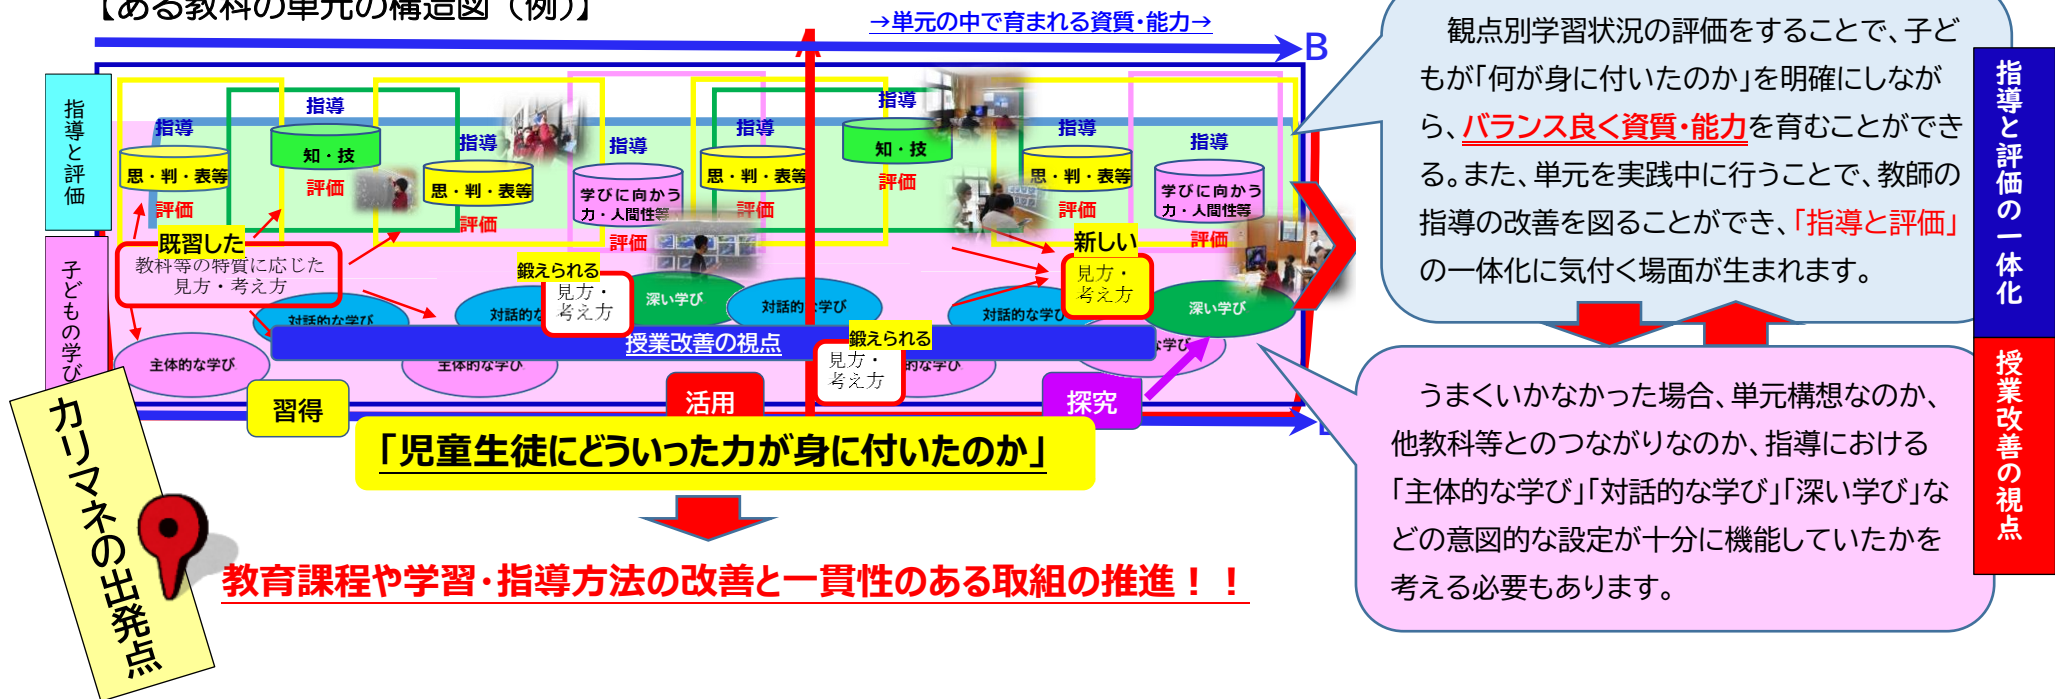 【ある教科の単元の構造図（例）】
→単元の中で育まれる資質・能力→
A
B
指導と評価
指導
思・判・表等
評価
指導
知・技
評価
指導
思・判・表等
評価
指導
学びに向かう
力・人間性等
評価
指導
思・判・表等
評価
指導
知・技
評価
指導
思・判・表等
評価
指導
学びに向かう
力・人間性等
評価
子どもの学び
既習した
教科等の特質に応じた
見方・考え方
鍛えられる
見方・
考え方
新しい
見方・
考え方
対話的な学び
対話的な
深い学び
対話的な学び
対話的な学び
深い学び
授業改善の視点
鍛えられる
見方・
考え方
主体的な学び
主体的な学び
的な学び
な学び
習得
活用
探究
「児童生徒にどういった力が身に付いたのか」
カリマネの出発点
教育課程や学習・指導方法の改善と一貫性のある取組の推進！！
観点別学習状況の評価をすることで、子ど
もが「何が身に付いたのか」を明確にしなが
ら、バランス良く資質・能力を育むことができ
る。また、単元を実践中に行うことで、教師の
指導の改善を図ることができ、「指導と評価」
の一体化に気付く場面が生まれます。
うまくいかなかった場合、単元構想なのか、
他教科等とのつながりなのか、指導における
「主体的な学び」「対話的な学び」「深い学び」な
どの意図的な設定が十分に機能していたかを
考える必要もあります。
指導と評価の一体化
授業改善の視点